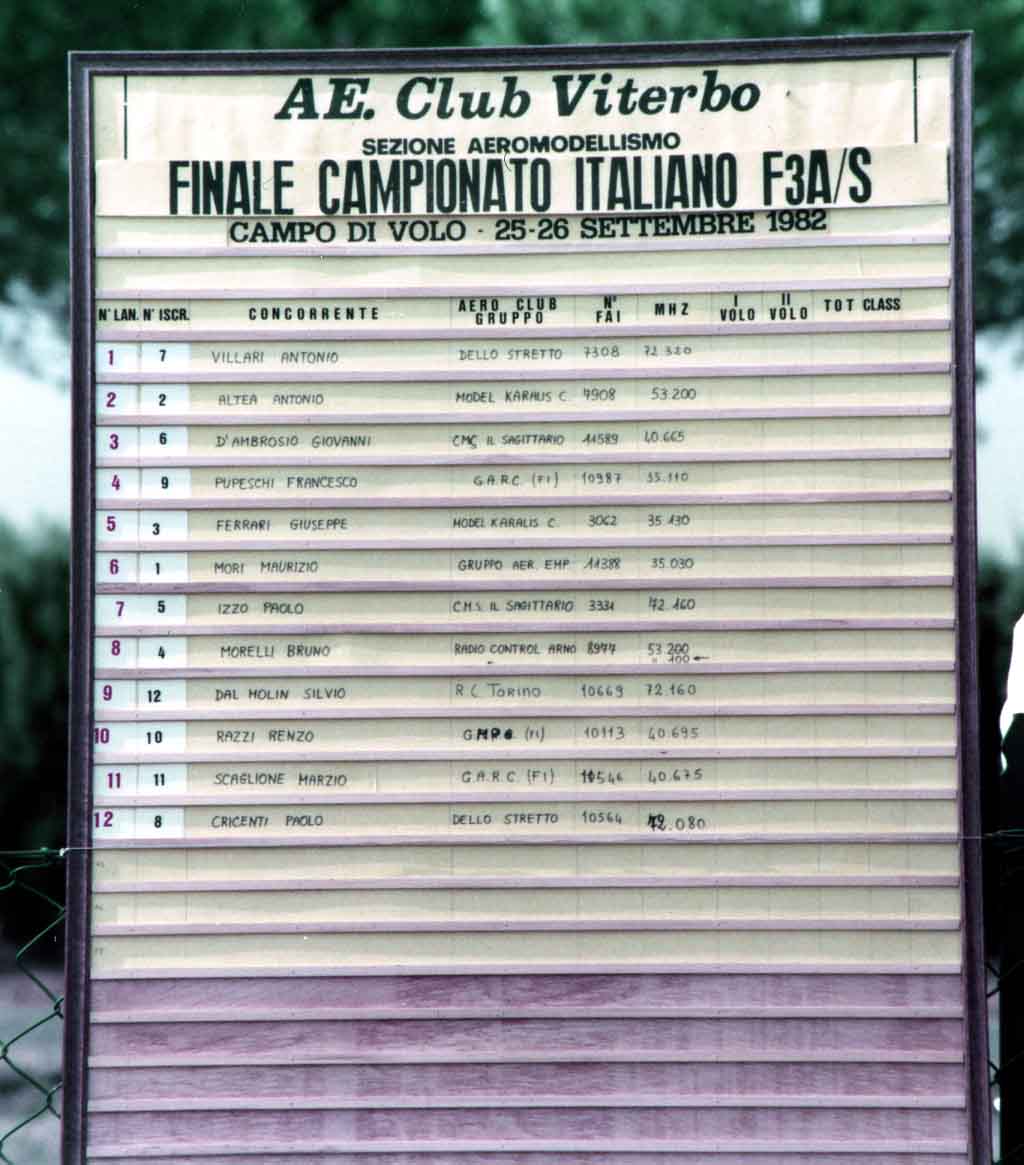 AE. Club Viterbo
SEZIONE AEROMODELLISMO
FINALE CAMPIONATO ITALIANO F3A/S
CAMPO DI VOLO - 25-26 SETTEMBRE 1982
N° LAN. N° ISCR. CONCORRENTE AERO CLUB GRUPPO N° FAI MHZ I VOLO II VOLO TOT CLASS
1 7 VILLARI ANTONIO DELLO STRETTO 7308 72.320
2 2 ALTEA ANTONIO MODEL KARALIS C. 4908 53.200
3 6 D'AMBROSIO GIOVANNI CMS IL SAGITTARIO 11589 40.665
4 9 PUPESCHI FRANCESCO G.A.R.C. (FI) 10987 35.110
5 3 FERRARI GIUSEPPE MODEL KARALIS C. 3062 35.130
6 1 MORI MAURIZIO GRUPPO AER. EMP 11388 35.030
7 5 IZZO PAOLO C.M.S. IL SAGITTARIO 3331 72.160
8 4 MORELLI BRUNO RADIO CONTROL ARNO 8977 53.200
" 100 ←
9 12 DAL MOLIN SILVIO R C Torino 10669 72.160
10 10 RAZZI RENZO (FI) 10113 40.695
11 11 SCAGLIONE MARZIO G.A.R.C. (FI) 40.675
12 8 CRICENTI PAOLO DELLO STRETTO 10564 72.080